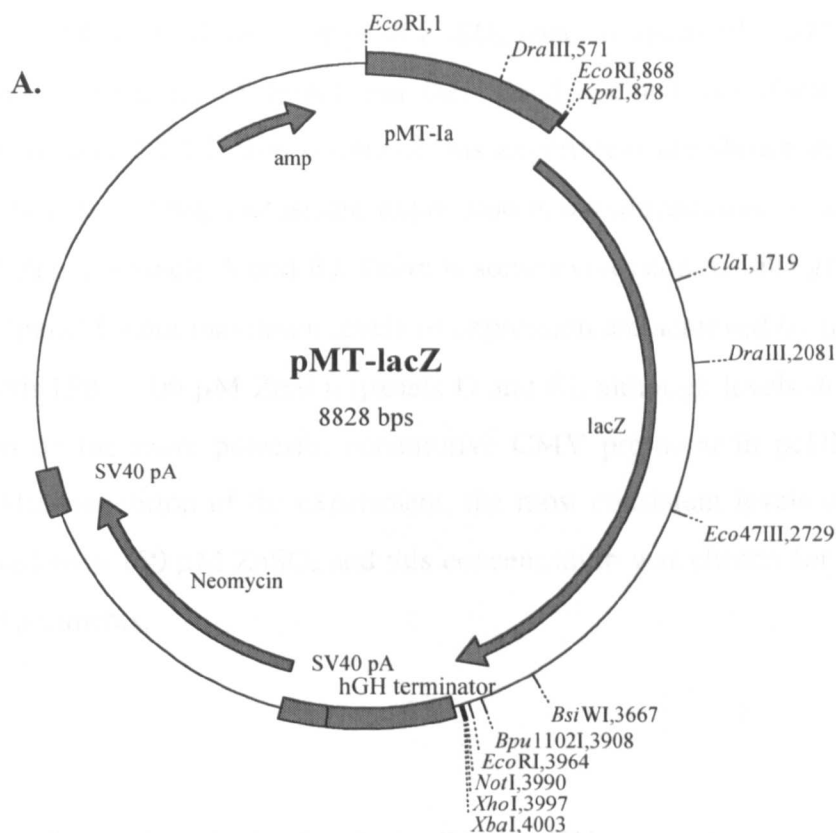 EcoRI,1
DraIII,571
A.
EcoRI,868
KpnI,878
pMT-Ia
amp
ClaI,1719
pMT-lacZ
DraIII,2081
8828 bps
lacZ
SV40 pA
Eco47III,2729
Neomycin
SV40 pA
hGH terminator
BsiWI,3667
Bpu1102I,3908
EcoRI,3964
NotI,3990
XhoI,3997
XbaI,4003